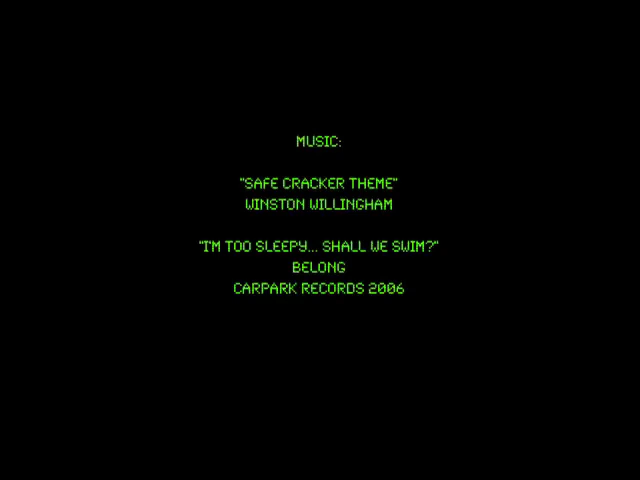 MUSIC:
"SAFE CRACKER THEME"
WINSTON WILLINGHAM
"I'M TOO SLEEPY... SHALL WE SWIM?"
BELONG
CARPARK RECORDS 2006